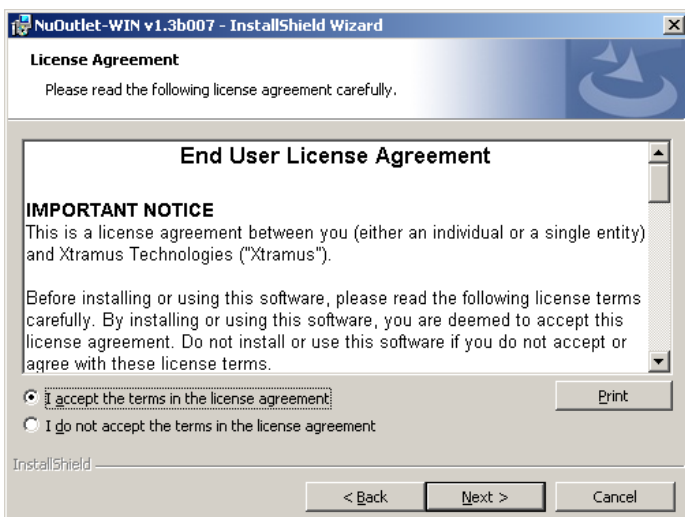 NuOutlet-WIN v1.3b007 - InstallShield Wizard
License Agreement
Please read the following license agreement carefully.
End User License Agreement
IMPORTANT NOTICE
This is a license agreement between you (either an individual or a single entity)
and Xtramus Technologies ("Xtramus").
Before installing or using this software, please read the following license terms
carefully. By installing or using this software, you are deemed to accept this
license agreement. Do not install or use this software if you do not accept or
agree with these license terms.
I accept the terms in the license agreement
Print
I do not accept the terms in the license agreement
InstallShield
< Back Next > Cancel